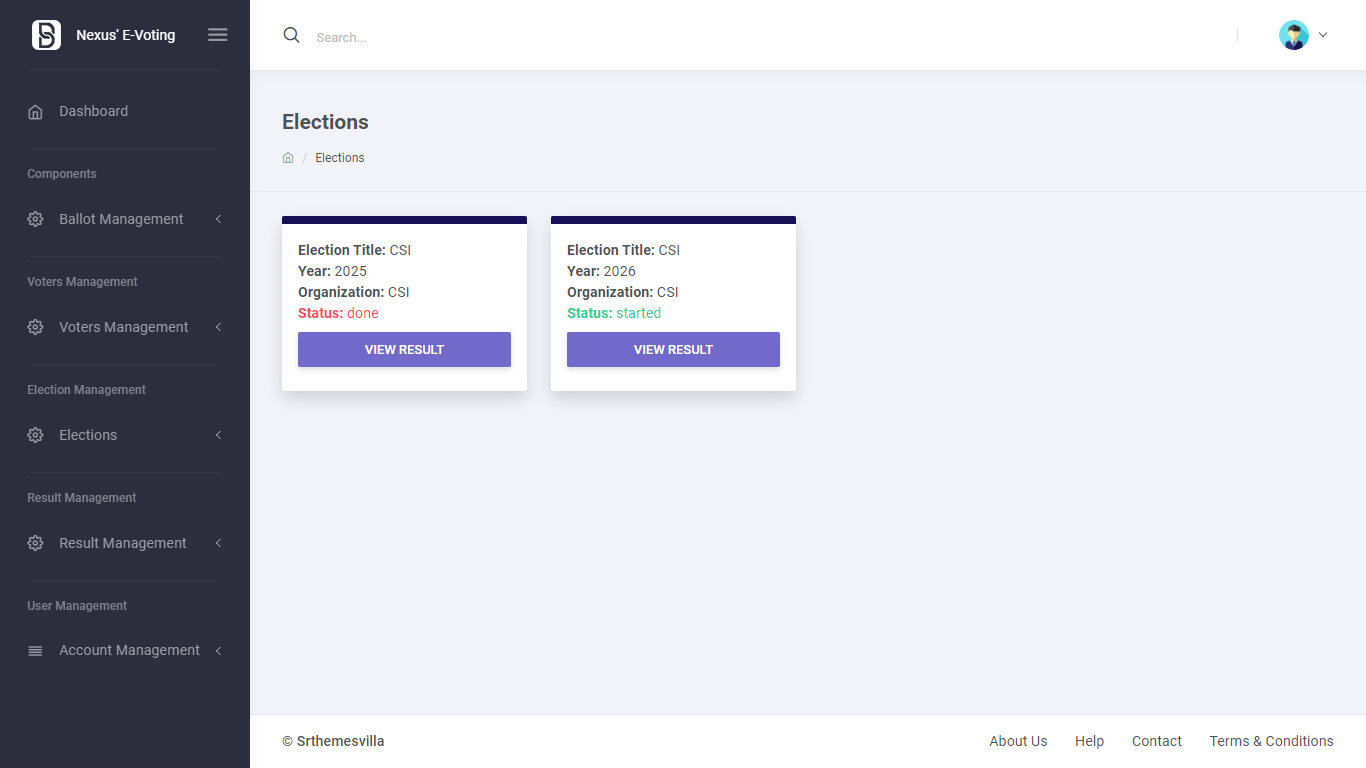 Nexus' E-Voting
Search...
Dashboard
Components
Ballot Management
Voters Management
Voters Management
Election Management
Elections
Result Management
Result Management
User Management
Account Management
Elections
/ Elections
Election Title: CSI
Year: 2025
Organization: CSI
Status: done
VIEW RESULT
Election Title: CSI
Year: 2026
Organization: CSI
Status: started
VIEW RESULT
© Srthemesvilla
About Us Help Contact Terms & Conditions